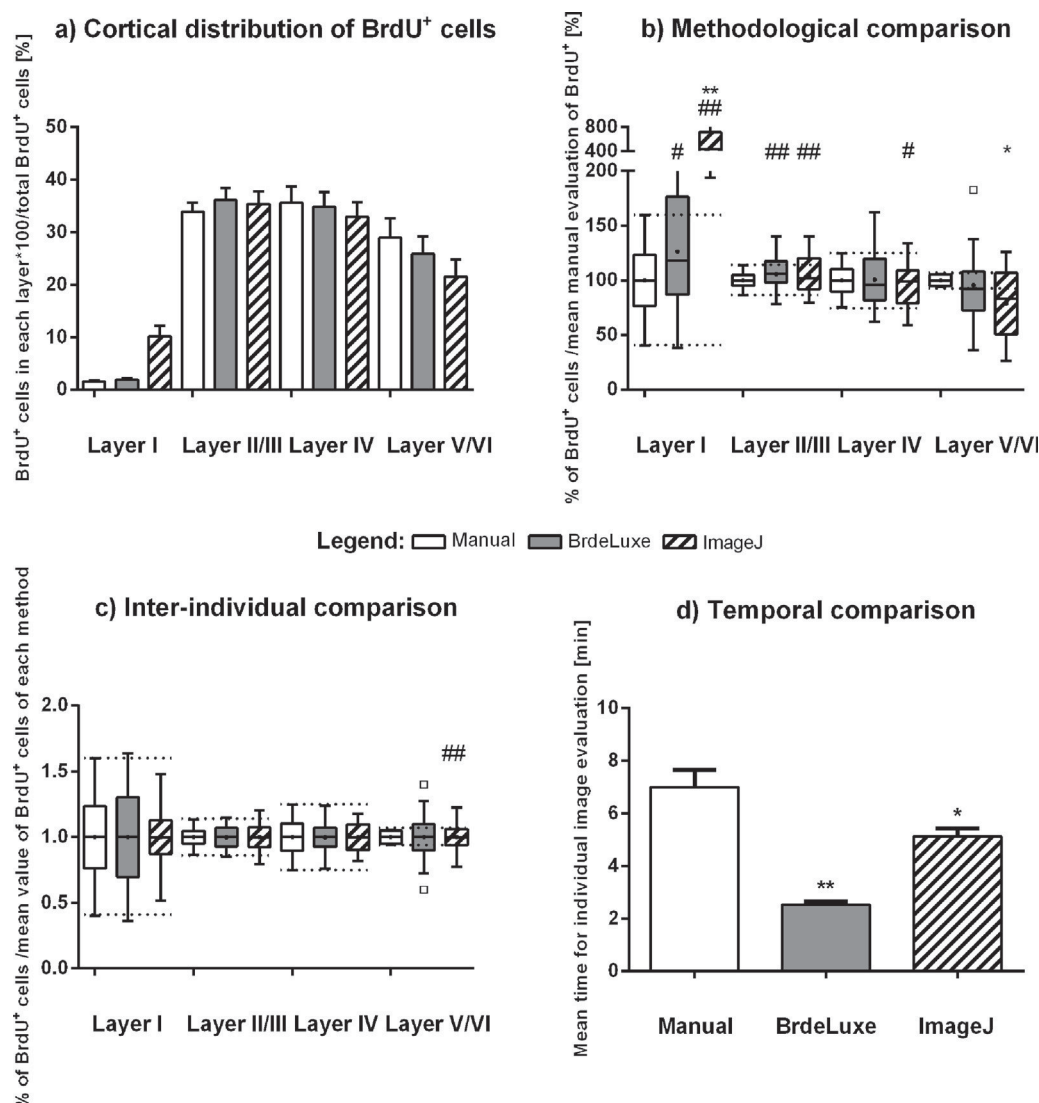 a) Cortical distribution of BrdU⁺ cells
BrdU⁺ cells in each layer*100/total BrdU⁺ cells [%]
50
40
30
20
10
0
Layer I
Layer II/III
Layer IV
Layer V/VI
b) Methodological comparison
% of BrdU⁺ cells /mean manual evaluation of BrdU⁺ [%]
800
400
200
150
100
50
0
#
**
##
##
##
#
*
Layer I
Layer II/III
Layer IV
Layer V/VI
Legend: Manual BrdeLuxe ImageJ
c) Inter-individual comparison
% of BrdU⁺ cells /mean value of BrdU⁺ cells of each method
2.0
1.5
1.0
0.5
0.0
##
Layer I
Layer II/III
Layer IV
Layer V/VI
d) Temporal comparison
Mean time for individual image evaluation [min]
10
8
6
4
2
0
**
*
Manual
BrdeLuxe
ImageJ